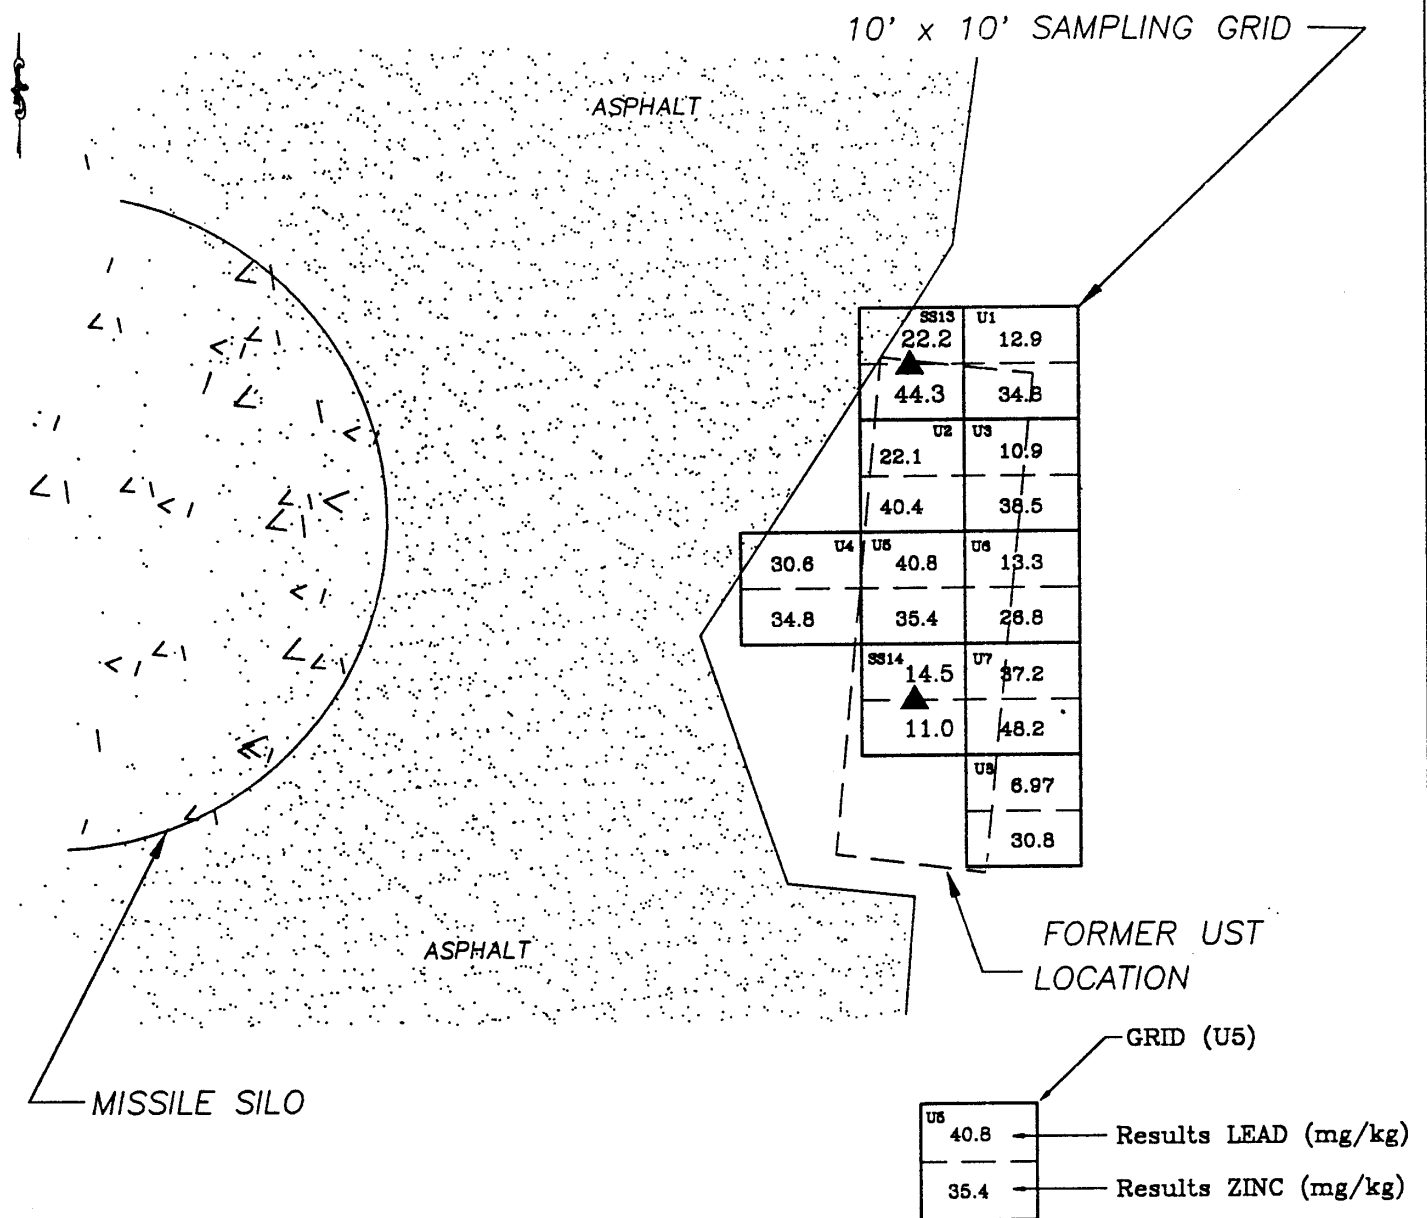 10' x 10' SAMPLING GRID
ASPHALT
SS13 U1
22.2 12.9
44.3 34.8
U2 U3
22.1 10.9
40.4 38.5
U4 U5 U6
30.6 40.8 13.3
34.8 35.4 26.8
SS14 U7
14.5 37.2
11.0 48.2
U8
6.97
30.8
ASPHALT
FORMER UST
LOCATION
MISSILE SILO
GRID (U5)
U5
40.8 Results LEAD (mg/kg)
35.4 Results ZINC (mg/kg)